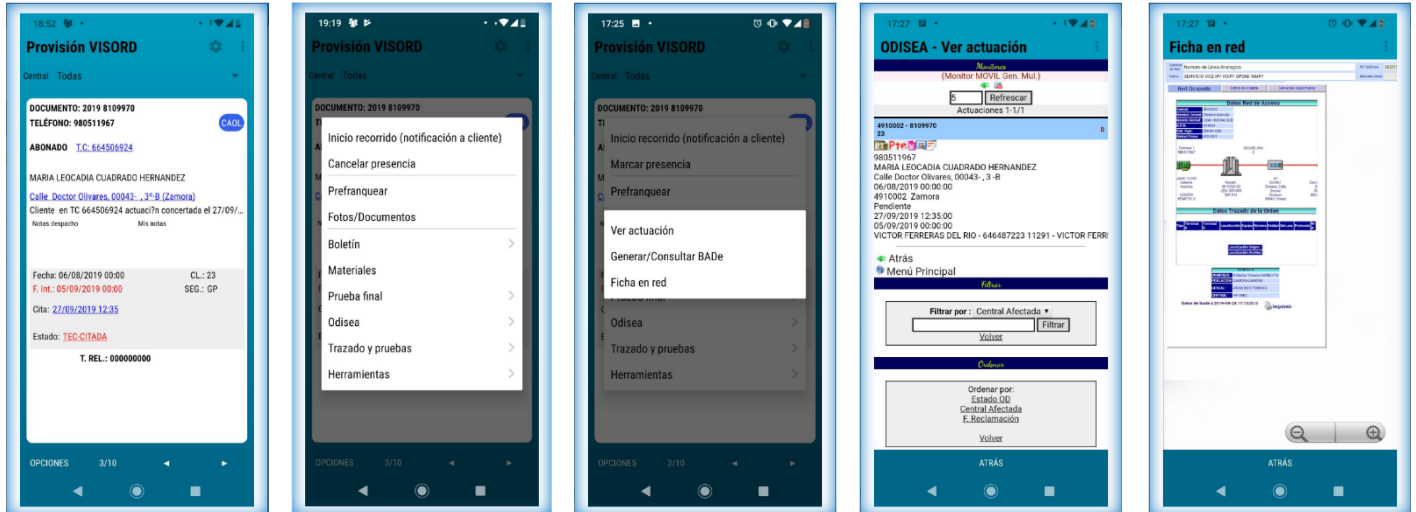 18:52
Provisión VISORD
Central Todas
DOCUMENTO: 2019 8109970
TELÉFONO: 980511967
CAOL
ABONADO T.C: 664506924
MARIA LEOCADIA CUADRADO HERNANDEZ
Calle Doctor Olivares, 00043- , 3º-B (Zamora)
Cliente en TC 664506924 actuaci?n concertada el 27/09/...
Notas despacho Mis notas
Fecha: 06/08/2019 00:00 CL.: 23
F. Int.: 05/09/2019 00:00 SEG.: GP
Cita: 27/09/2019 12:35
Estado: TEC-CITADA
T. REL.: 000000000
OPCIONES 3/10
19:19
Provisión VISORD
Central Todas
DOCUMENTO: 2019 8109970
Inicio recorrido (notificación a cliente)
Cancelar presencia
Prefranquear
Fotos/Documentos
Boletín
Materiales
Prueba final
Odisea
Trazado y pruebas
Herramientas
OPCIONES 3/10
17:25
Provisión VISORD
Central Todas
DOCUMENTO: 2019 8109970
Inicio recorrido (notificación a cliente)
Marcar presencia
Prefranquear
Ver actuación
Generar/Consultar BADe
Ficha en red
Prueba final
Odisea
Trazado y pruebas
Herramientas
OPCIONES 3/10
17:27
ODISEA - Ver actuación
Monitores
(Monitor MOVIL Gen. Mul.)
5 Refrescar
Actuaciones 1-1/1
4910002 - 8109970
23 0
Pte.
980511967
MARIA LEOCADIA CUADRADO HERNANDEZ
Calle Doctor Olivares, 00043- , 3 -B
06/08/2019 00:00:00
4910002 Zamora
Pendiente
27/09/2019 12:35:00
05/09/2019 00:00:00
VICTOR FERRERAS DEL RIO - 646487223 11291 - VICTOR FERR
Atrás
Menú Principal
Filtrar
Filtrar por : Central Afectada
Filtrar
Volver
Ordenar
Ordenar por:
Estado OD
Central Afectada
F. Reclamación
Volver
ATRÁS
17:27
Ficha en red
Numero de Linea Analogica
Red Ocupada
Datos Red de Acceso
Datos Trazado de la Orden
Imprimir
ATRÁS